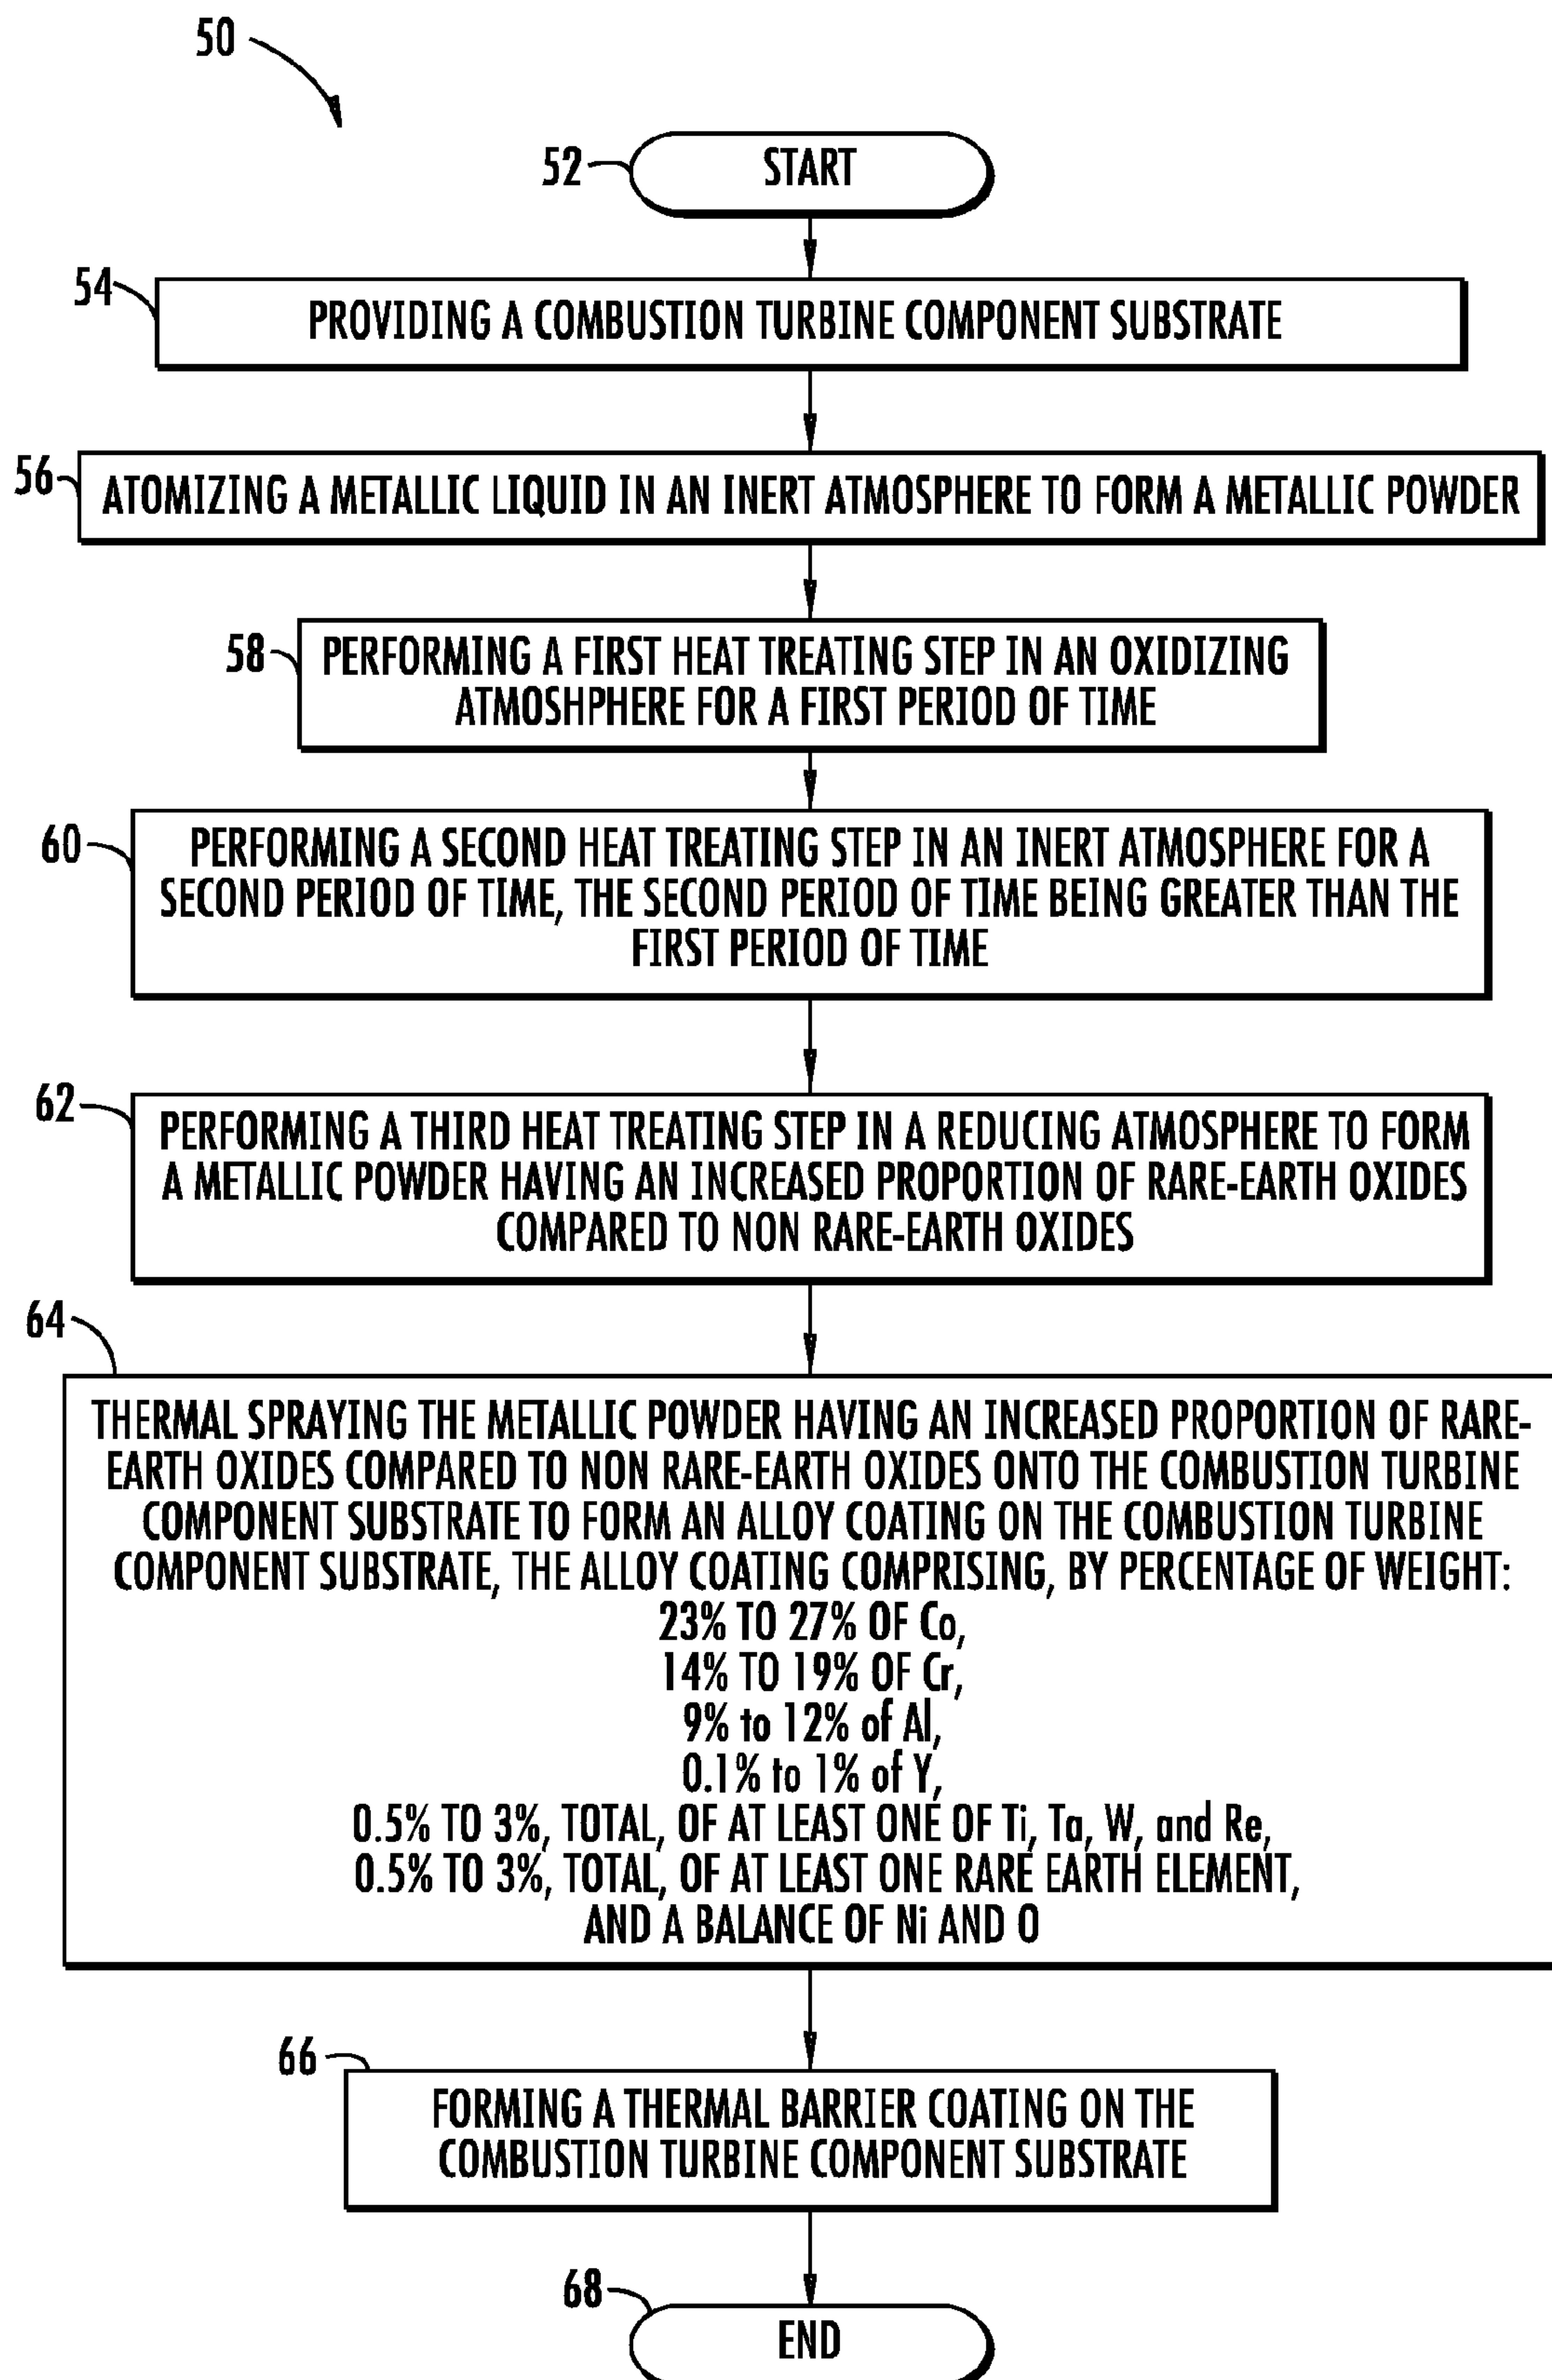 50
52
START
54
PROVIDING A COMBUSTION TURBINE COMPONENT SUBSTRATE
56
ATOMIZING A METALLIC LIQUID IN AN INERT ATMOSPHERE TO FORM A METALLIC POWDER
58
PERFORMING A FIRST HEAT TREATING STEP IN AN OXIDIZING
ATMOSHPHERE FOR A FIRST PERIOD OF TIME
60
PERFORMING A SECOND HEAT TREATING STEP IN AN INERT ATMOSPHERE FOR A
SECOND PERIOD OF TIME, THE SECOND PERIOD OF TIME BEING GREATER THAN THE
FIRST PERIOD OF TIME
62
PERFORMING A THIRD HEAT TREATING STEP IN A REDUCING ATMOSPHERE TO FORM
A METALLIC POWDER HAVING AN INCREASED PROPORTION OF RARE-EARTH OXIDES
COMPARED TO NON RARE-EARTH OXIDES
64
THERMAL SPRAYING THE METALLIC POWDER HAVING AN INCREASED PROPORTION OF RARE-
EARTH OXIDES COMPARED TO NON RARE-EARTH OXIDES ONTO THE COMBUSTION TURBINE
COMPONENT SUBSTRATE TO FORM AN ALLOY COATING ON THE COMBUSTION TURBINE
COMPONENT SUBSTRATE, THE ALLOY COATING COMPRISING, BY PERCENTAGE OF WEIGHT:
23% TO 27% OF Co,
14% TO 19% OF Cr,
9% to 12% of Al,
0.1% to 1% of Y,
0.5% TO 3%, TOTAL, OF AT LEAST ONE OF Ti, Ta, W, and Re,
0.5% TO 3%, TOTAL, OF AT LEAST ONE RARE EARTH ELEMENT,
AND A BALANCE OF Ni AND O
66
FORMING A THERMAL BARRIER COATING ON THE
COMBUSTION TURBINE COMPONENT SUBSTRATE
68
END